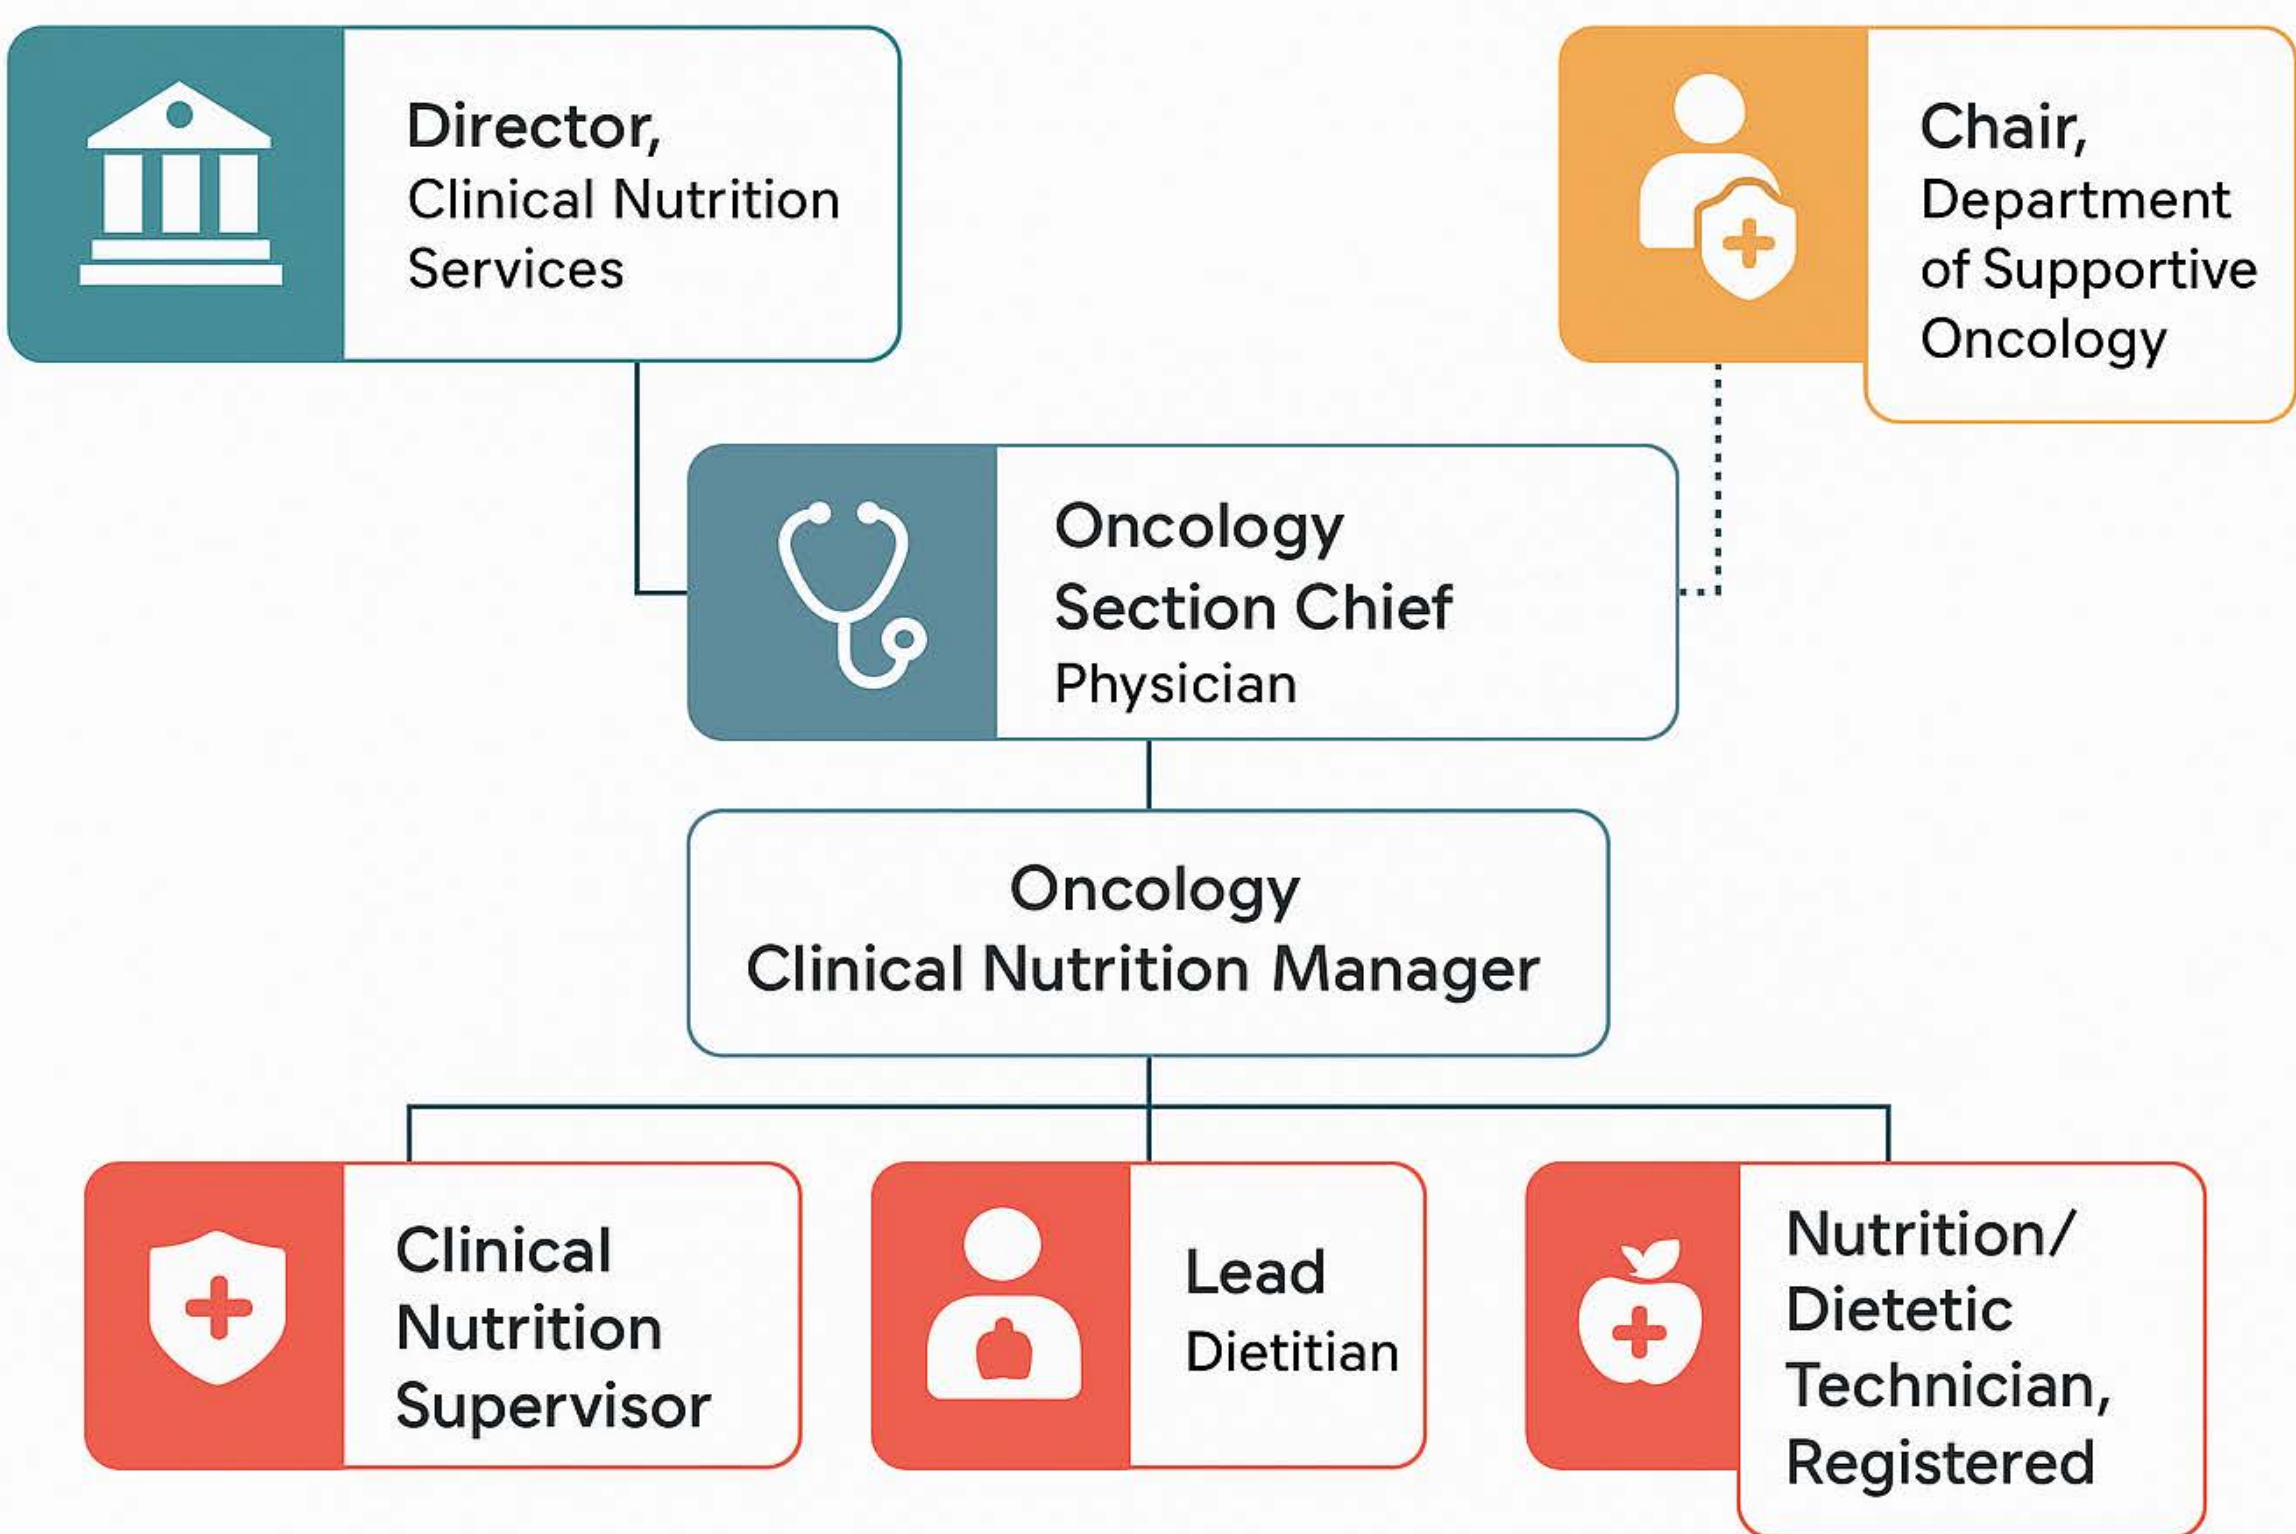 Director,
Clinical Nutrition
Services
Chair,
Department
of Supportive
Oncology
Oncology
Section Chief
Physician
Oncology
Clinical Nutrition Manager
Clinical
Nutrition
Supervisor
Lead
Dietitian
Nutrition/
Dietetic
Technician,
Registered